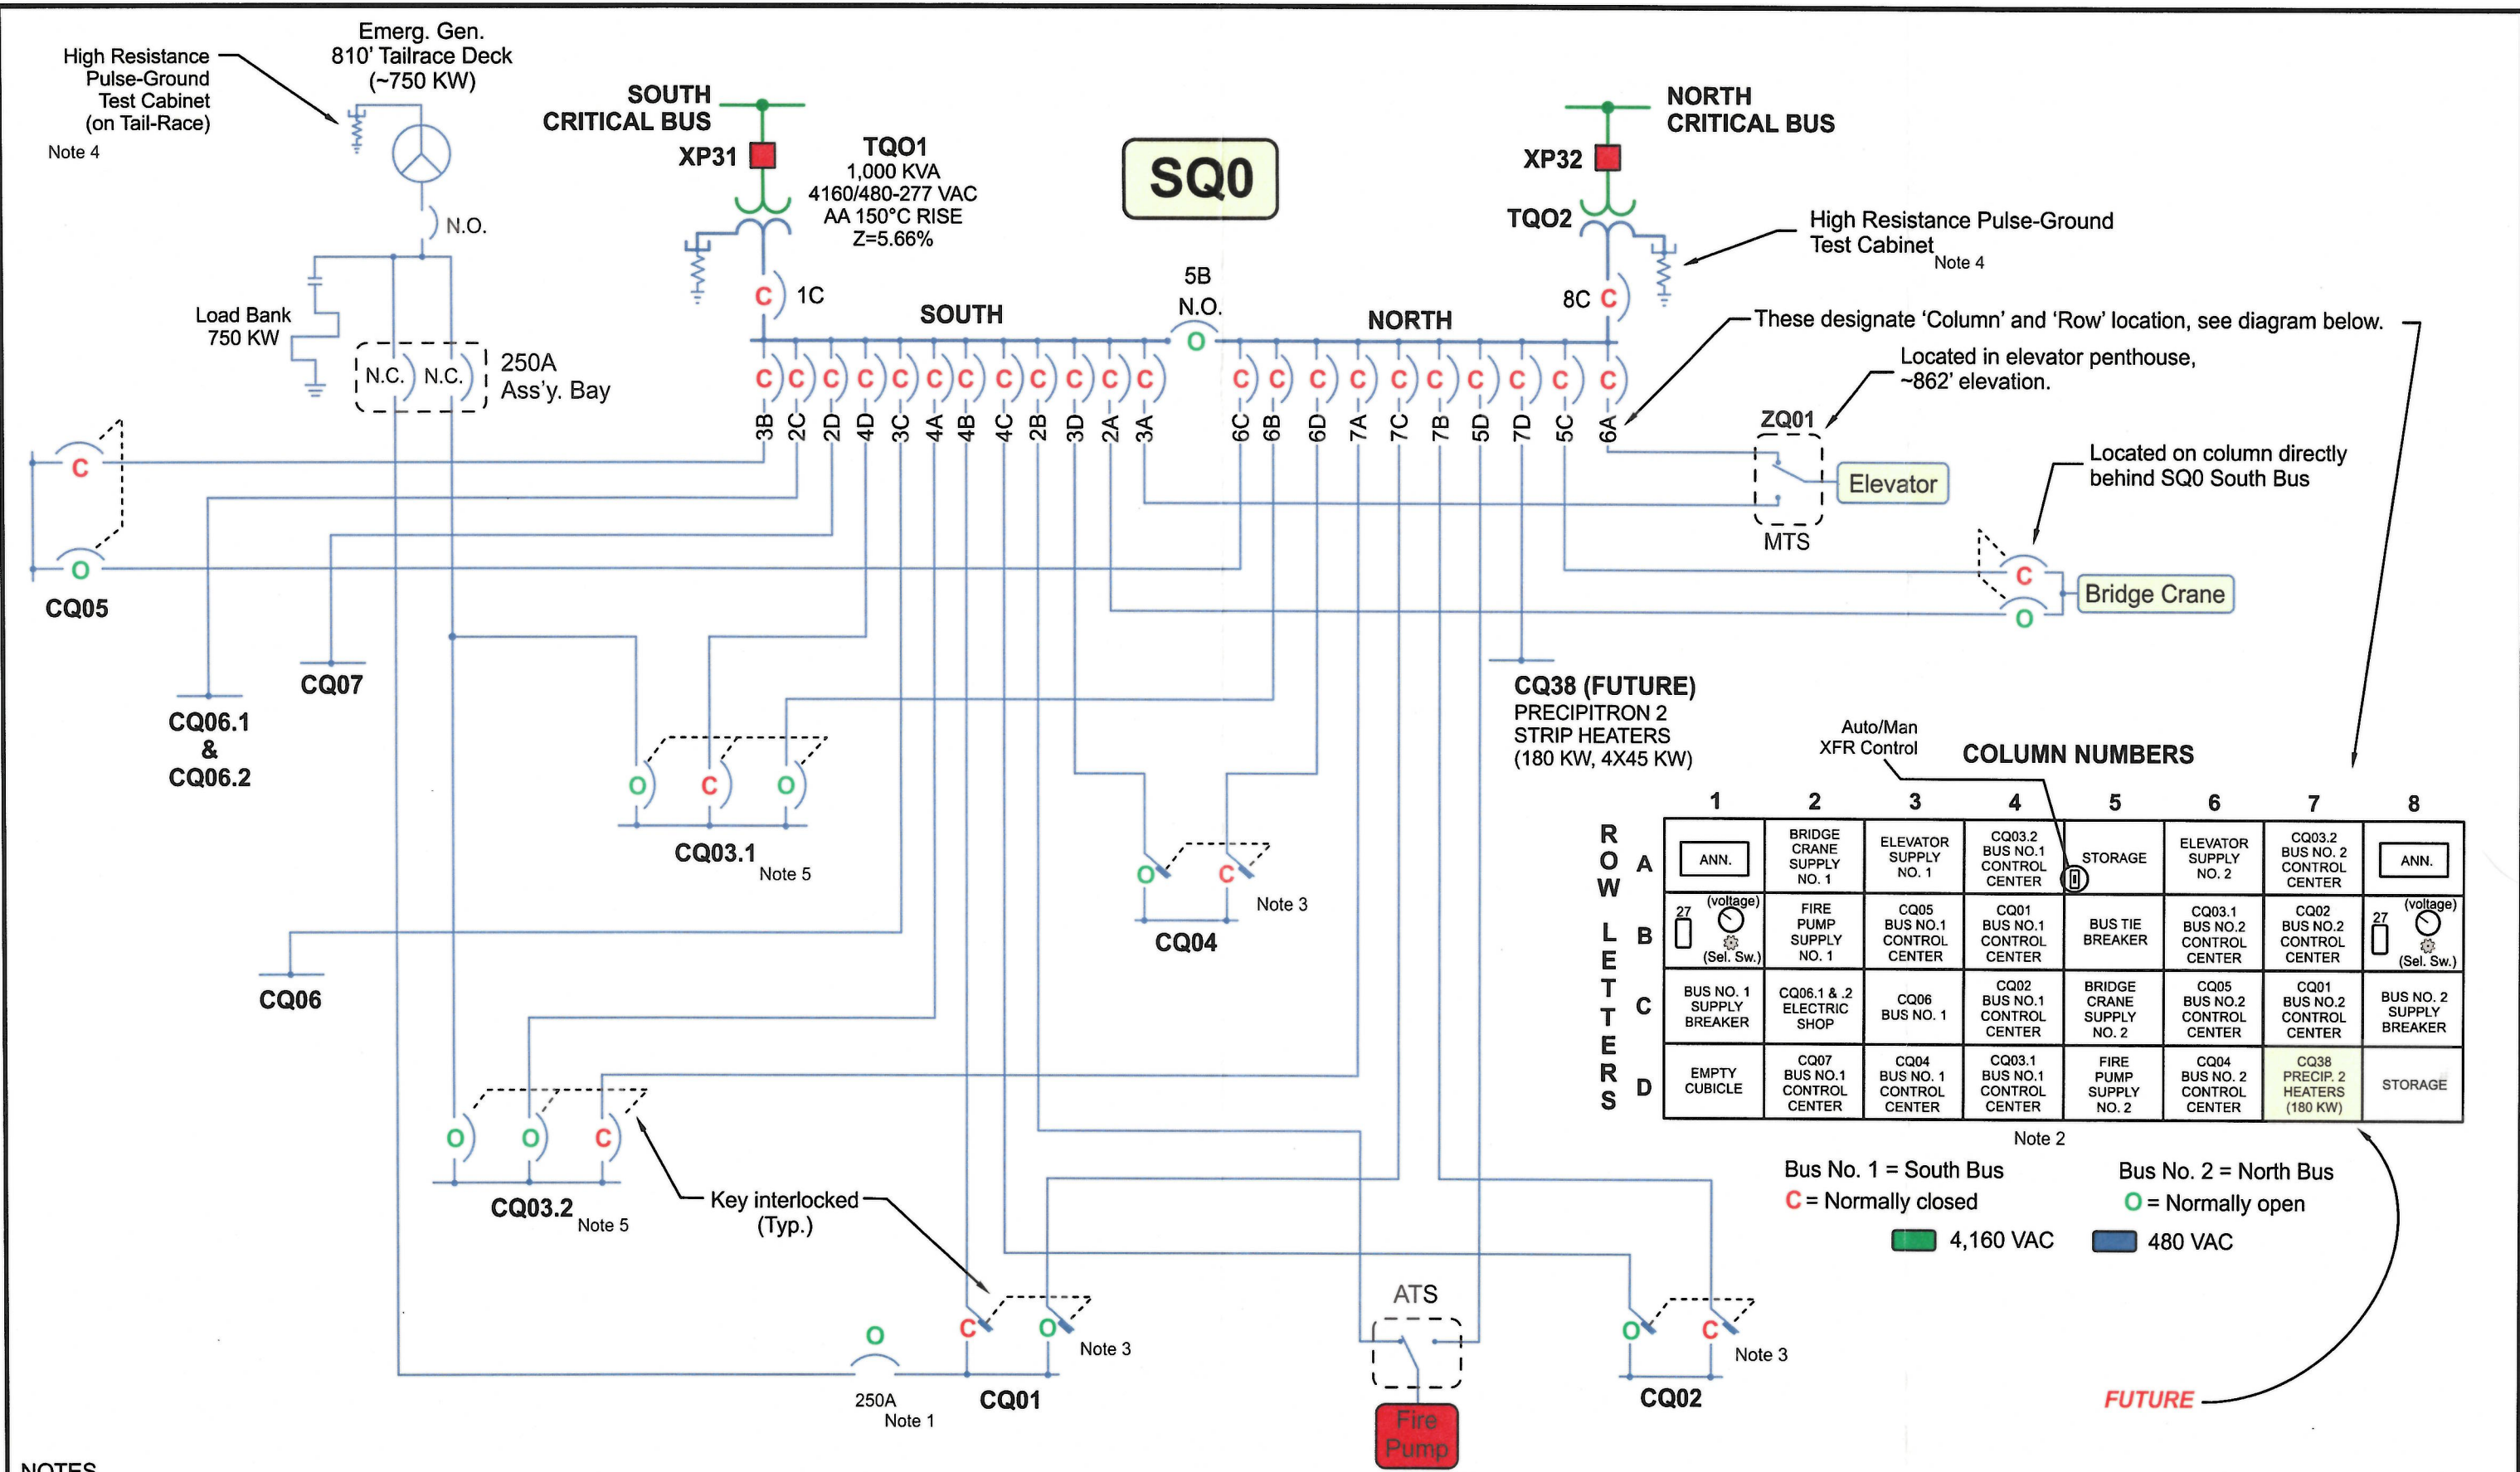 Emerg. Gen.
810' Tailrace Deck
(~750 KW)
High Resistance
Pulse-Ground
Test Cabinet
(on Tail-Race)
Note 4
N.O.
Load Bank
750 KW
N.C.
N.C.
250A
Ass'y. Bay
SOUTH
CRITICAL BUS
XP31
TQO1
1,000 KVA
4160/480-277 VAC
AA 150°C RISE
Z=5.66%
C
1C
SQ0
NORTH
CRITICAL BUS
XP32
TQO2
High Resistance Pulse-Ground
Test Cabinet
Note 4
8C
C
SOUTH
5B
N.O.
O
NORTH
These designate 'Column' and 'Row' location, see diagram below.
Located in elevator penthouse,
~862' elevation.
C C C C C C C C C C C C
C C C C C C C C C C
3B 2C 2D 4D 3C 4A 4B 4C 2B 3D 2A 3A
6C 6B 6D 7A 7C 7B 5D 7D 5C 6A
ZQ01
MTS
Elevator
Located on column directly
behind SQ0 South Bus
C
O
Bridge Crane
C
O
CQ05
CQ07
CQ06.1
&
CQ06.2
O C O
CQ03.1
Note 5
CQ06
O C
Note 3
CQ04
CQ38 (FUTURE)
PRECIPITRON 2
STRIP HEATERS
(180 KW, 4X45 KW)
O O C
CQ03.2
Note 5
Key interlocked
(Typ.)
O
250A
Note 1
C O
Note 3
CQ01
ATS
Fire
Pump
O C
Note 3
CQ02
Auto/Man
XFR Control
COLUMN NUMBERS
1 2 3 4 5 6 7 8
ROW LETTERS
A
ANN.
BRIDGE
CRANE
SUPPLY
NO. 1
ELEVATOR
SUPPLY
NO. 1
CQ03.2
BUS NO.1
CONTROL
CENTER
STORAGE
ELEVATOR
SUPPLY
NO. 2
CQ03.2
BUS NO. 2
CONTROL
CENTER
ANN.
B
27
(voltage)
(Sel. Sw.)
FIRE
PUMP
SUPPLY
NO. 1
CQ05
BUS NO.1
CONTROL
CENTER
CQ01
BUS NO.1
CONTROL
CENTER
BUS TIE
BREAKER
CQ03.1
BUS NO.2
CONTROL
CENTER
CQ02
BUS NO.2
CONTROL
CENTER
27
(voltage)
(Sel. Sw.)
C
BUS NO. 1
SUPPLY
BREAKER
CQ06.1 & .2
ELECTRIC
SHOP
CQ06
BUS NO. 1
CQ02
BUS NO.1
CONTROL
CENTER
BRIDGE
CRANE
SUPPLY
NO. 2
CQ05
BUS NO.2
CONTROL
CENTER
CQ01
BUS NO.2
CONTROL
CENTER
BUS NO. 2
SUPPLY
BREAKER
D
EMPTY
CUBICLE
CQ07
BUS NO.1
CONTROL
CENTER
CQ04
BUS NO. 1
CONTROL
CENTER
CQ03.1
BUS NO.1
CONTROL
CENTER
FIRE
PUMP
SUPPLY
NO. 2
CQ04
BUS NO. 2
CONTROL
CENTER
CQ38
PRECIP. 2
HEATERS
(180 KW)
STORAGE
Note 2
Bus No. 1 = South Bus
Bus No. 2 = North Bus
C = Normally closed
O = Normally open
4,160 VAC
480 VAC
FUTURE
NOTES